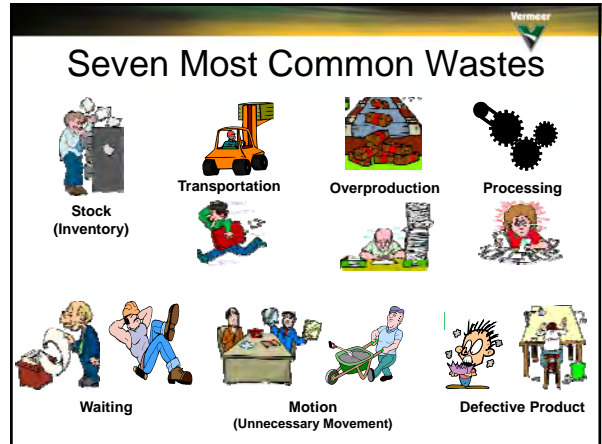 Vermeer
Seven Most Common Wastes
Stock
(Inventory)
Transportation
Overproduction
Processing
Waiting
Motion
(Unnecessary Movement)
Defective Product